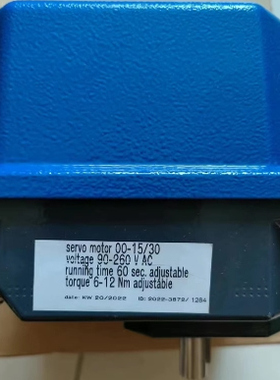 servo motor 00-15/30
voltage 90-260 V AC
running time 60 sec. adjustable
torque 6-12 Nm adjustable
date: KW 20/2022 ID: 2022-3872/ 1284